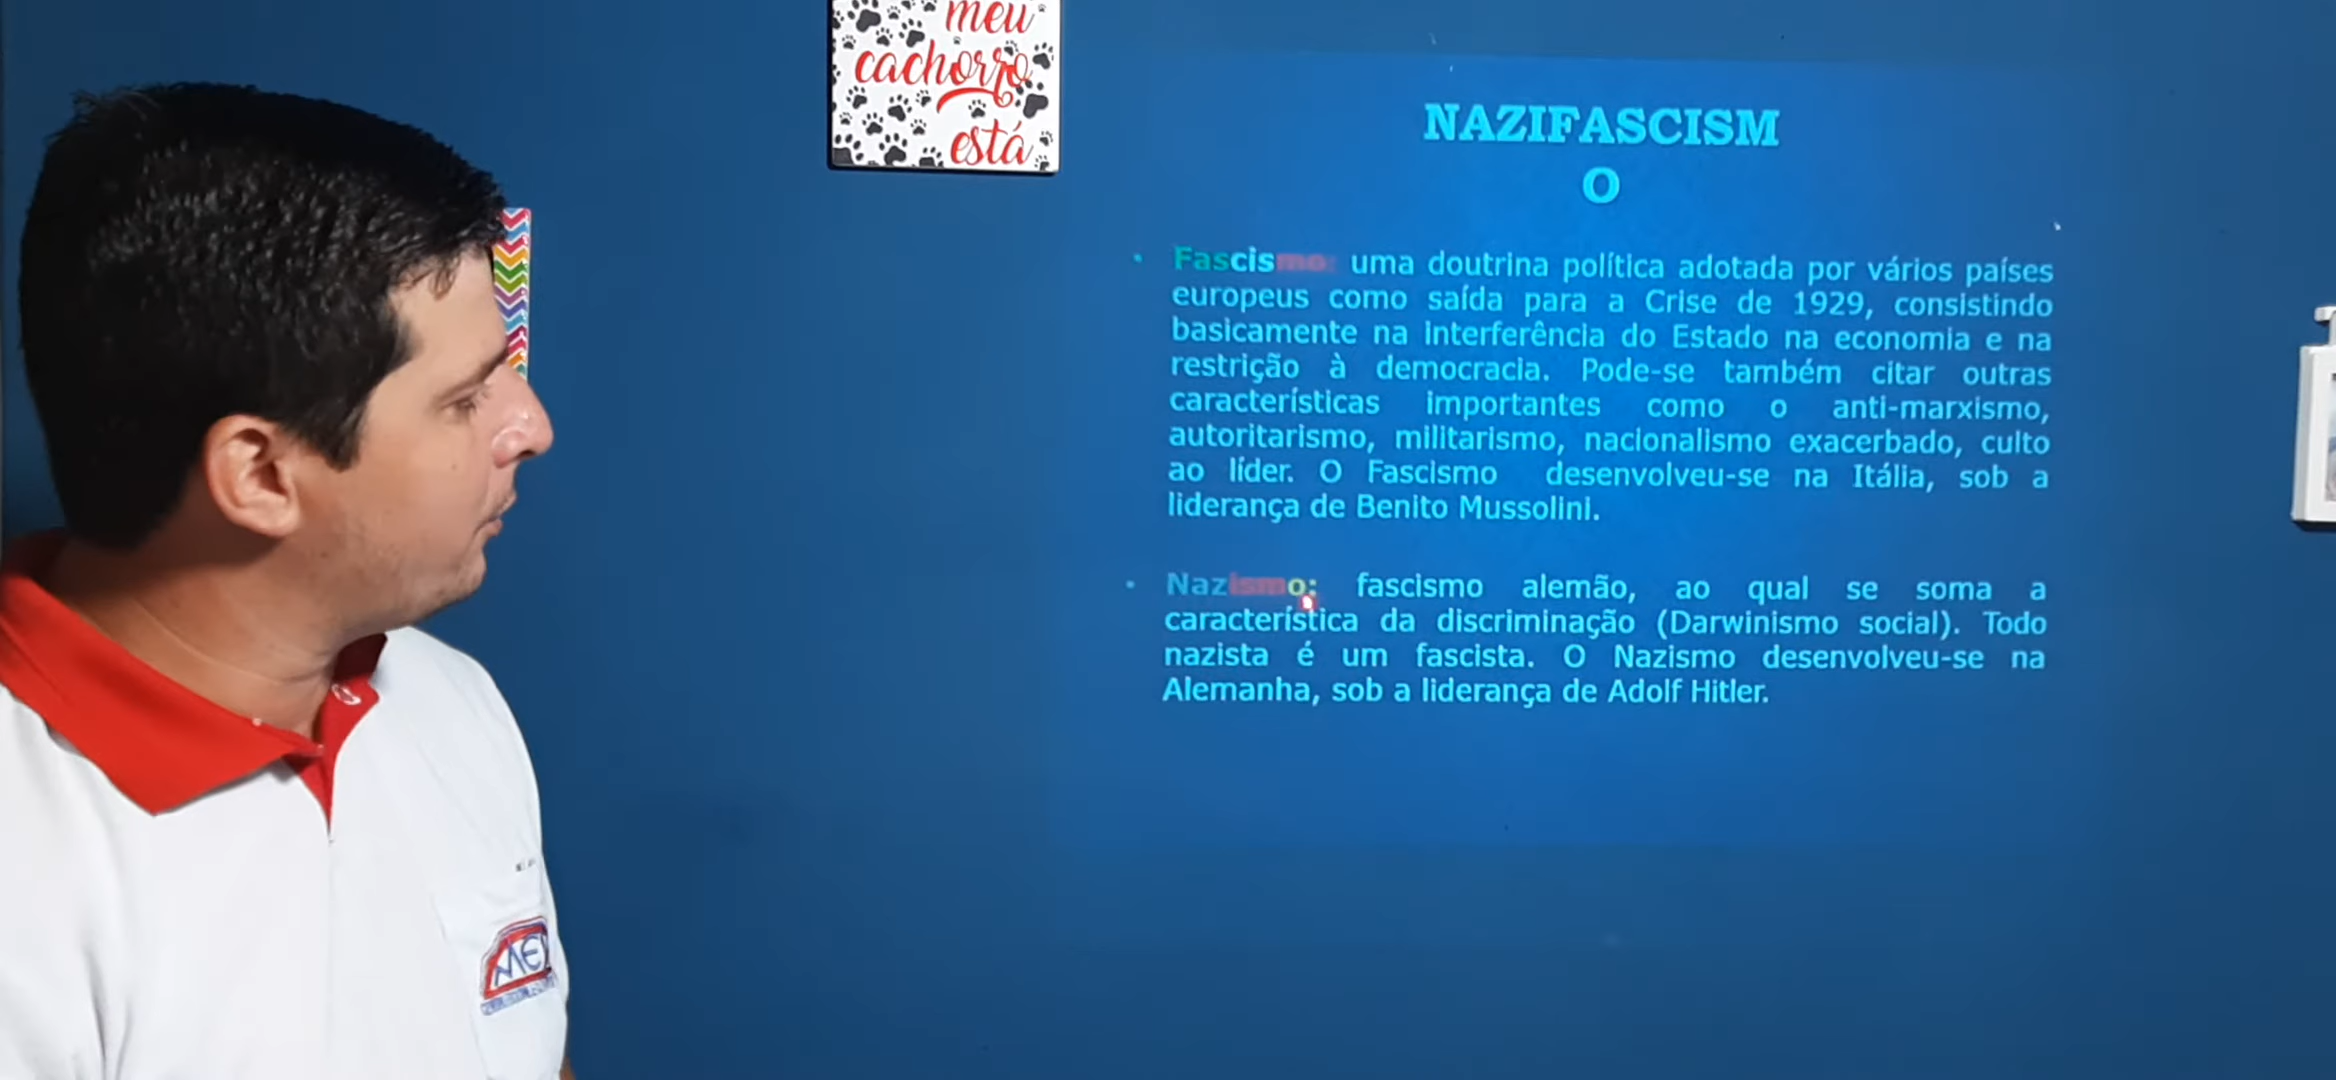 meu
cachorro
está
NAZIFASCISM
O
• Fascismo: uma doutrina política adotada por vários países
europeus como saída para a Crise de 1929, consistindo
basicamente na interferência do Estado na economia e na
restrição à democracia. Pode-se também citar outras
características importantes como o anti-marxismo,
autoritarismo, militarismo, nacionalismo exacerbado, culto
ao líder. O Fascismo desenvolveu-se na Itália, sob a
liderança de Benito Mussolini.
• Nazismo: fascismo alemão, ao qual se soma a
característica da discriminação (Darwinismo social). Todo
nazista é um fascista. O Nazismo desenvolveu-se na
Alemanha, sob a liderança de Adolf Hitler.